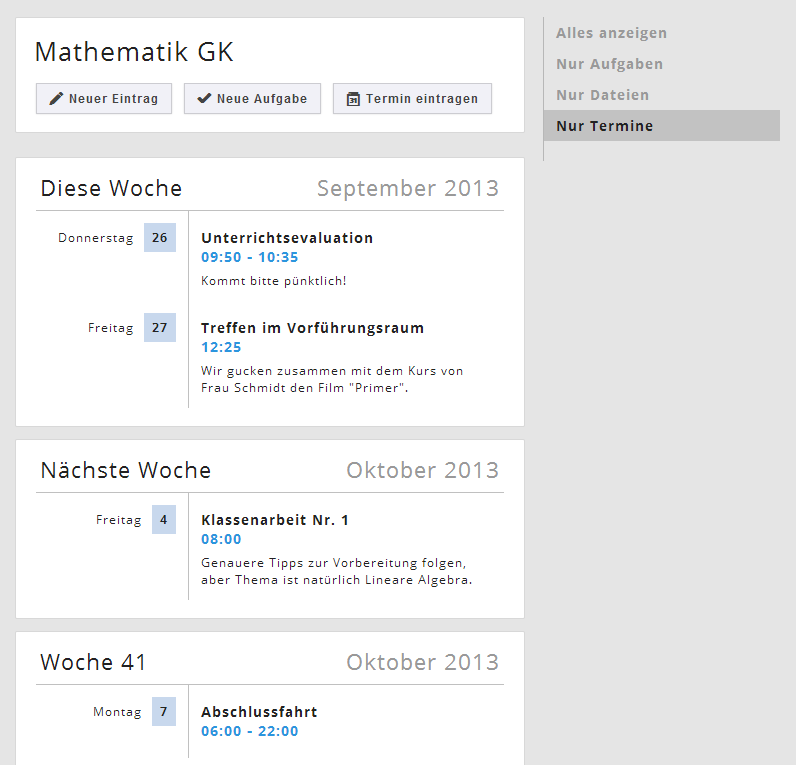 Mathematik GK
Neuer Eintrag
Neue Aufgabe
31
Termin eintragen
Alles anzeigen
Nur Aufgaben
Nur Dateien
Nur Termine
Diese Woche
September 2013
Donnerstag
26
Unterrichtsevaluation
09:50 - 10:35
Kommt bitte pünktlich!
Freitag
27
Treffen im Vorführungsraum
12:25
Wir gucken zusammen mit dem Kurs von
Frau Schmidt den Film "Primer".
Nächste Woche
Oktober 2013
Freitag
4
Klassenarbeit Nr. 1
08:00
Genauere Tipps zur Vorbereitung folgen,
aber Thema ist natürlich Lineare Algebra.
Woche 41
Oktober 2013
Montag
7
Abschlussfahrt
06:00 - 22:00